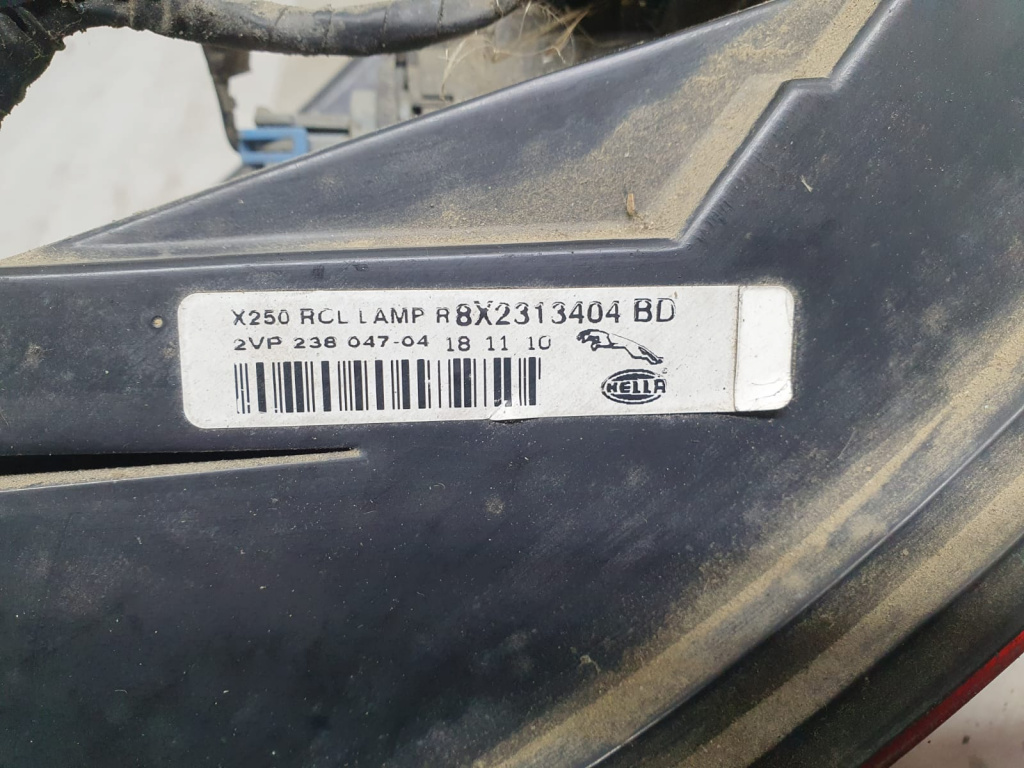 X250 RCL LAMP R 8X2313404 BD
2VP 238 047-04 18 11 10
HELLA